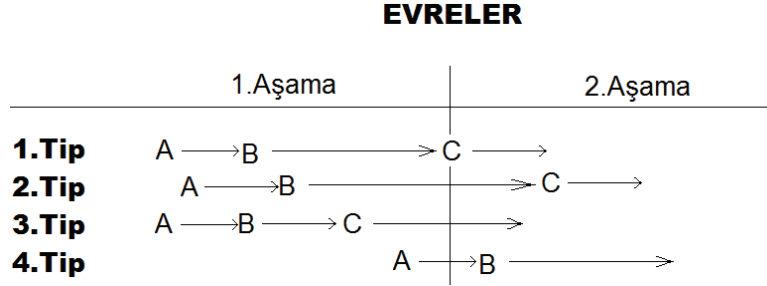 EVRELER
1.Aşama 2.Aşama
1.Tip A B C
2.Tip A B C
3.Tip A B C
4.Tip A B